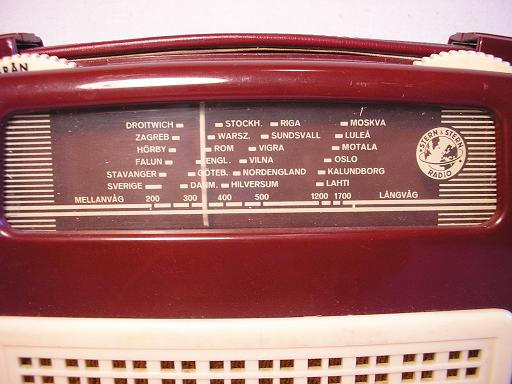 FRÅN
DROITWICH STOCKH. RIGA MOSKVA
ZAGREB WARSZ. SUNDSVALL LULEÅ
HÖRBY ROM VIGRA MOTALA
FALUN ENGL. VILNA OSLO
STAVANGER GÖTEB. NORDENGLAND KALUNDBORG
SVERIGE DANM. HILVERSUM LAHTI
MELLANVÅG 200 300 400 500 1200 1700 LÅNGVÅG
STERN & STERN
RADIO